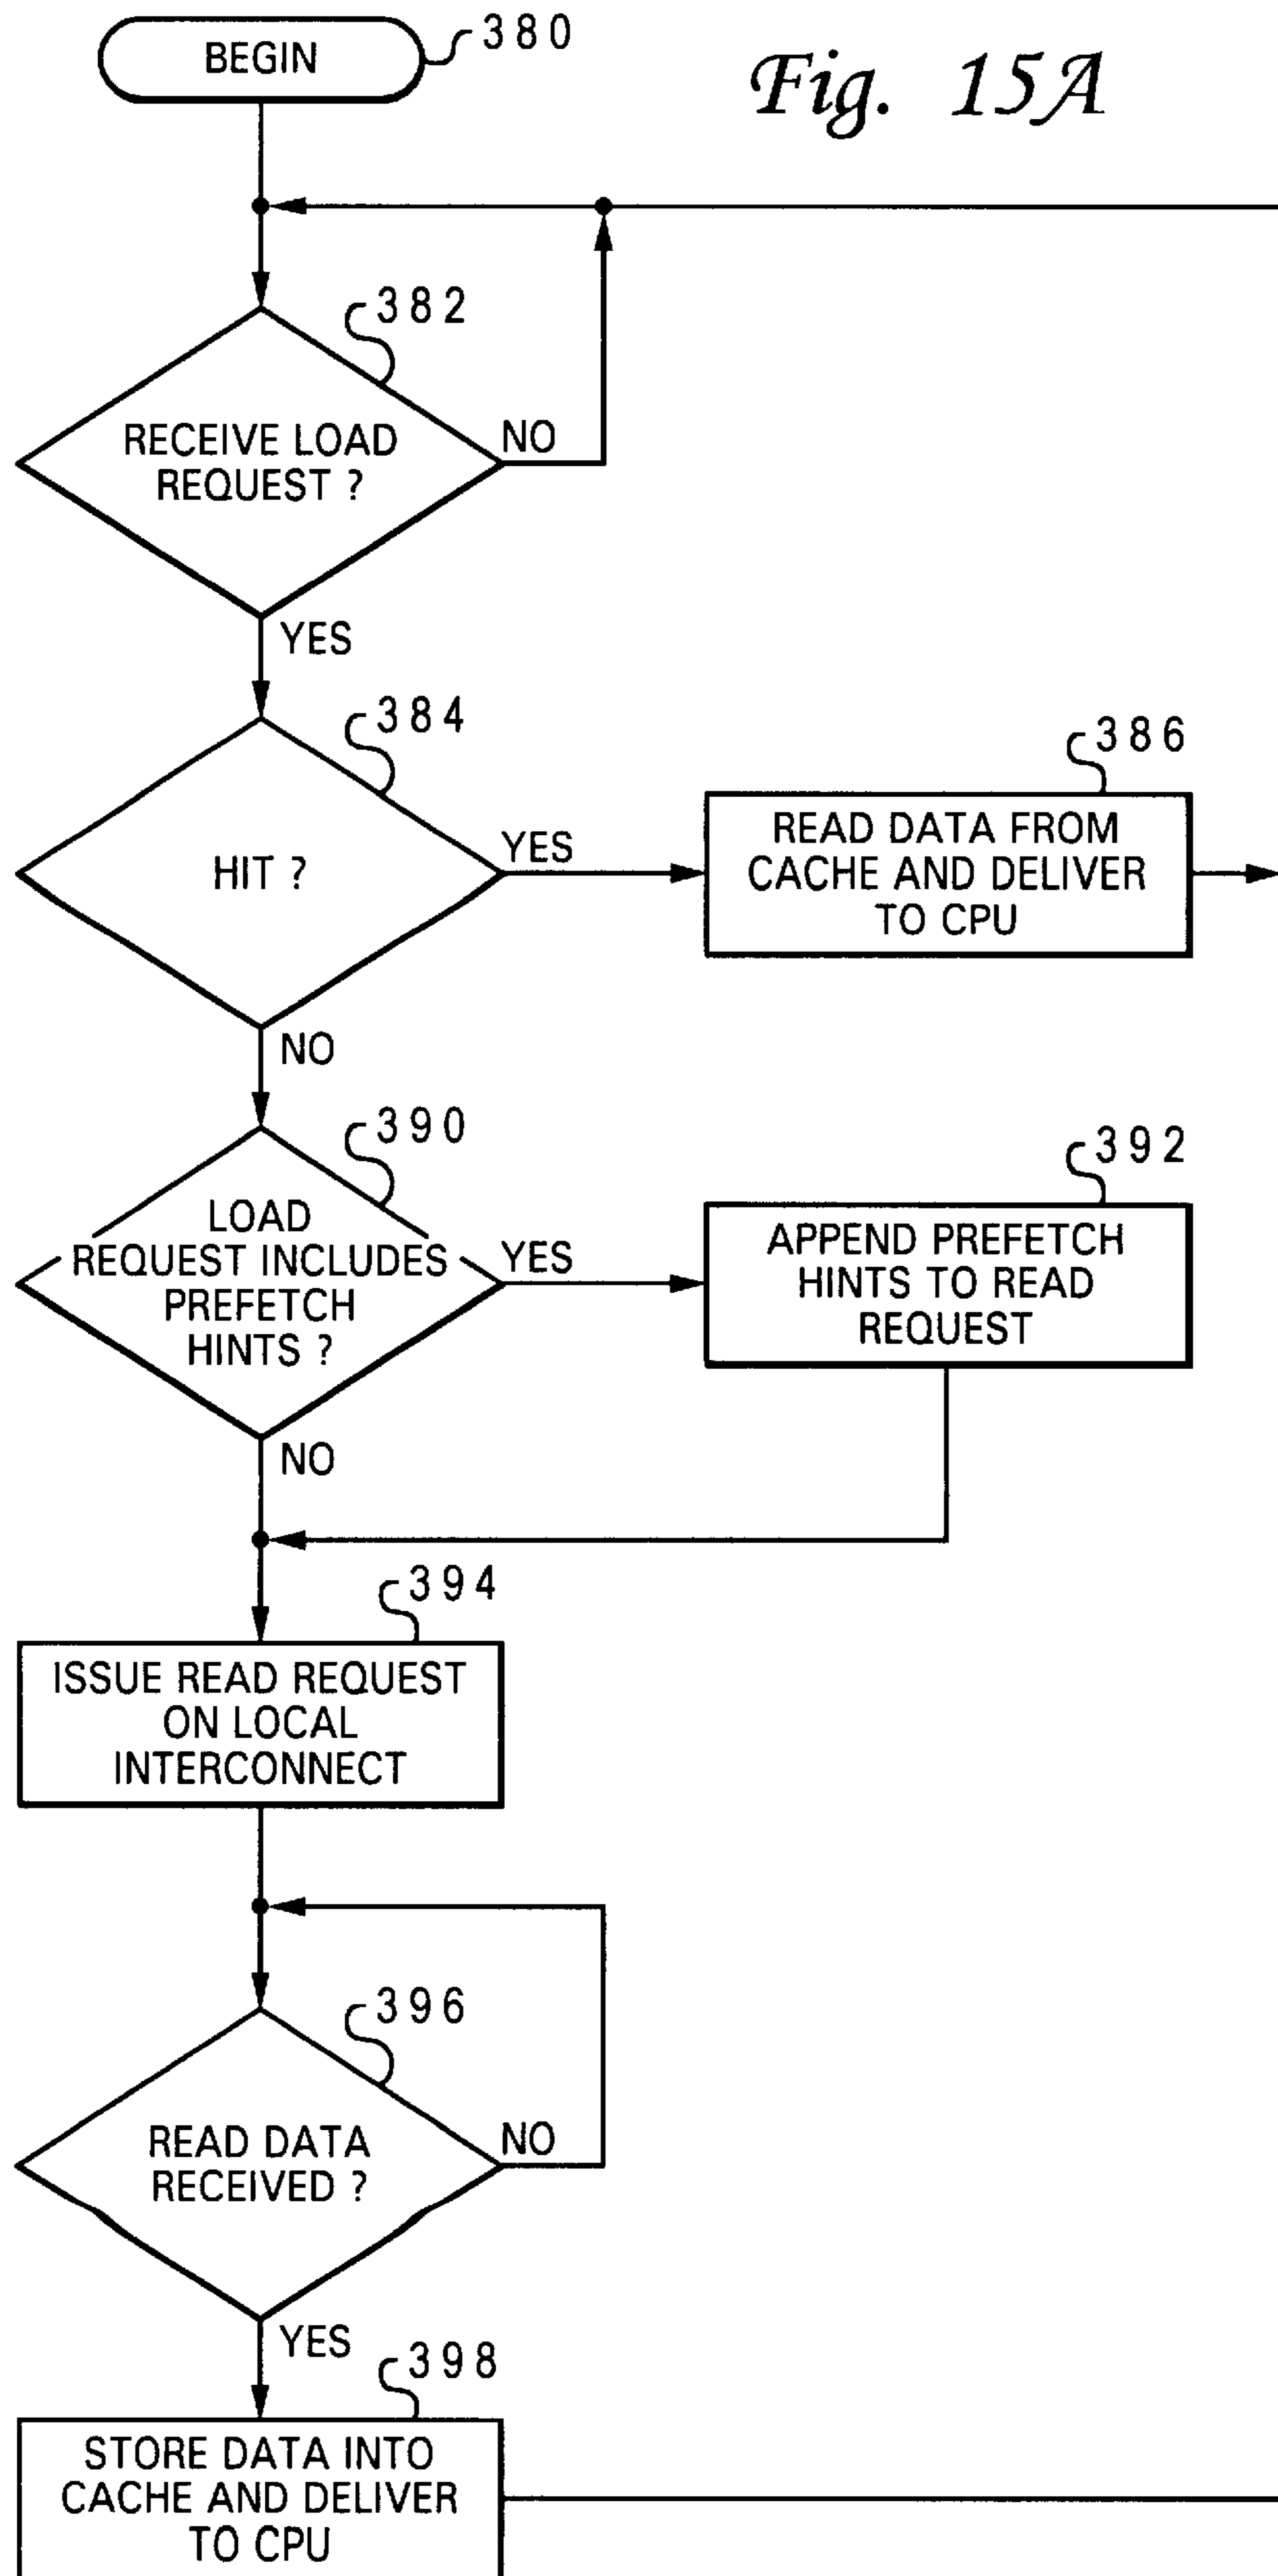 BEGIN
380
Fig. 15A
382
RECEIVE LOAD
REQUEST ?
NO
YES
384
HIT ?
YES
386
READ DATA FROM
CACHE AND DELIVER
TO CPU
NO
390
LOAD
REQUEST INCLUDES
PREFETCH
HINTS ?
YES
392
APPEND PREFETCH
HINTS TO READ
REQUEST
NO
394
ISSUE READ REQUEST
ON LOCAL
INTERCONNECT
396
READ DATA
RECEIVED ?
NO
YES
398
STORE DATA INTO
CACHE AND DELIVER
TO CPU